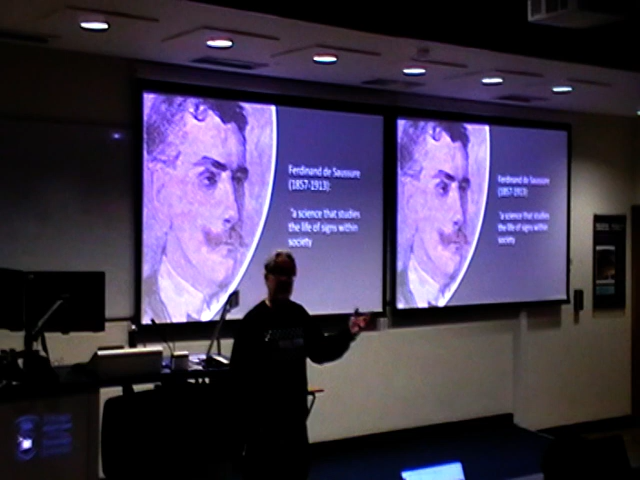 Ferdinand de Saussure
(1857-1913):
"a science that studies
the life of signs within
society
Ferdinand de Saussure
(1857-1913)
"a science that studies
the life of signs within
society